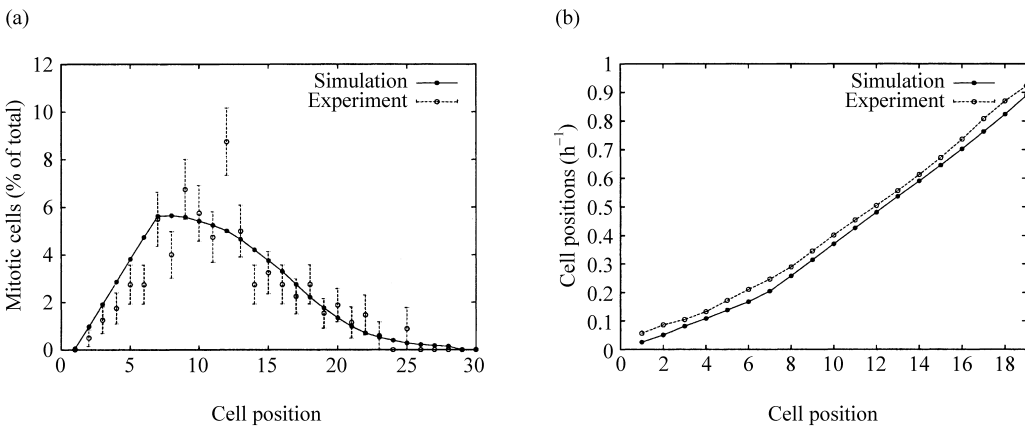 (a)
12
10
8
6
4
2
0
Mitotic cells (% of total)
Simulation
Experiment
0 5 10 15 20 25 30
Cell position
(b)
1
0.9
0.8
0.7
0.6
0.5
0.4
0.3
0.2
0.1
0
Cell positions (h⁻¹)
Simulation
Experiment
0 2 4 6 8 10 12 14 16 18
Cell position